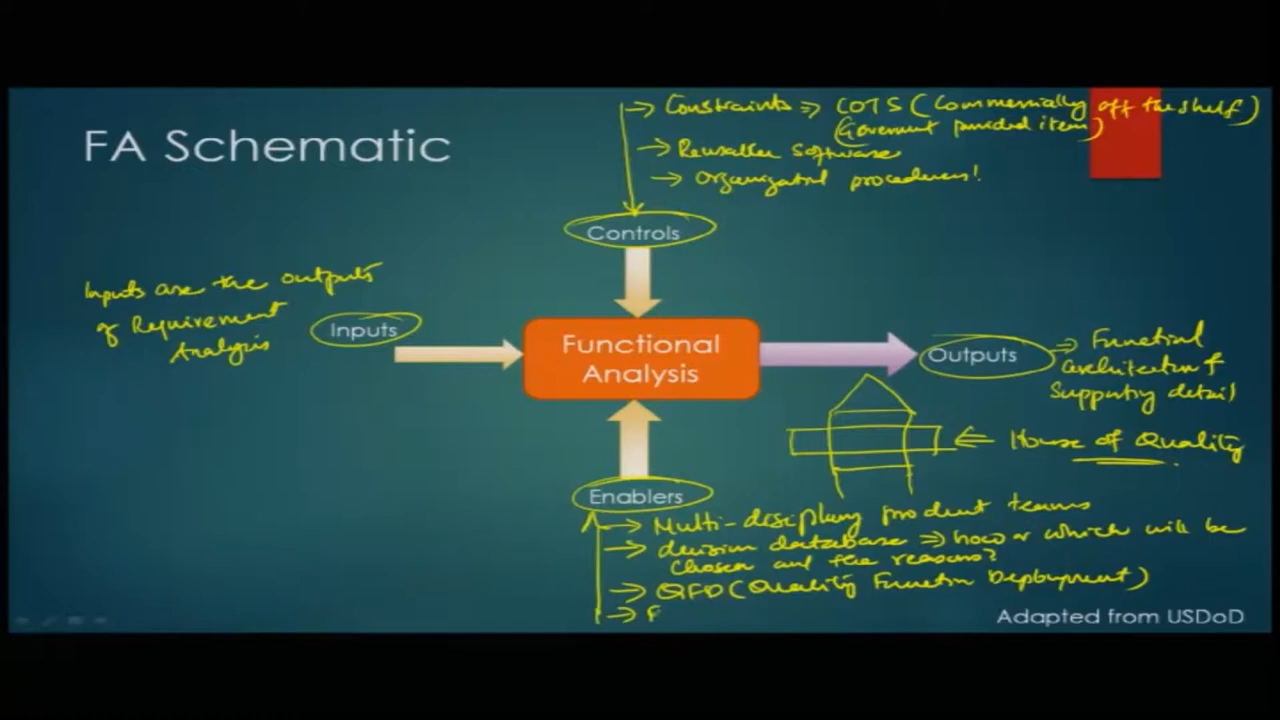 → Constraints ⇒ COTS (Commercially off the shelf)
(Government provided item)
FA Schematic
→ software
→ Organizational procedures!
Controls
Inputs are the outputs
of Requirement
Analysis
Inputs
Functional
Analysis
Outputs
⇒ Functional
architecture &
Supporting detail
⇐ House of Quality
Enablers
→ Multi-disciplinary product teams
→ decision database ⇒ how or which will be
chosen and the reasons?
→ QFD (Quality Function Deployment)
→ F
Adapted from USDoD